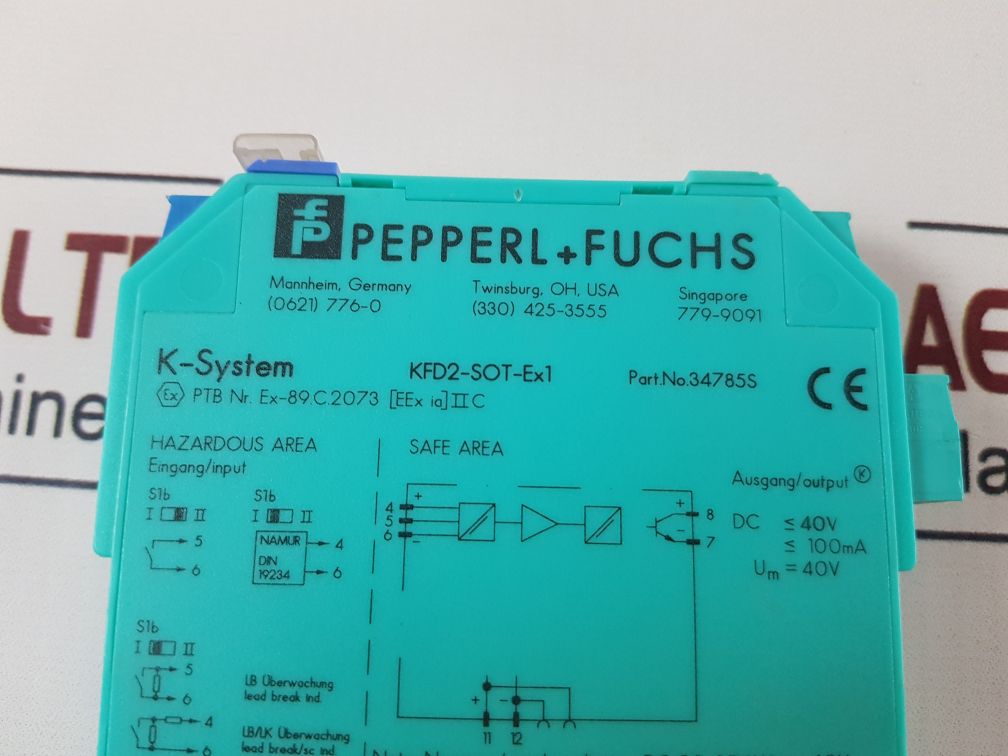 fp PEPPERL+FUCHS
Mannheim, Germany
(0621) 776-0
Twinsburg, OH, USA
(330) 425-3555
Singapore
779-9091
K-System
KFD2-SOT-Ex1
Part.No.34785S
CE
Ex PTB Nr. Ex-89.C.2073 [EEx ia] II C
HAZARDOUS AREA
Eingang/input
SAFE AREA
Ausgang/output Ⓚ
S1b
I II
5
6
S1b
I II
NAMUR
DIN
19234
4
6
+
4
5
6
-
+
8
-
7
DC ≤ 40V
≤ 100mA
Um = 40V
S1b
I II
5
6
LB Überwachung
lead break ind.
4
6
LB/LK Überwachung
lead break/sc ind.
+
-
11 12